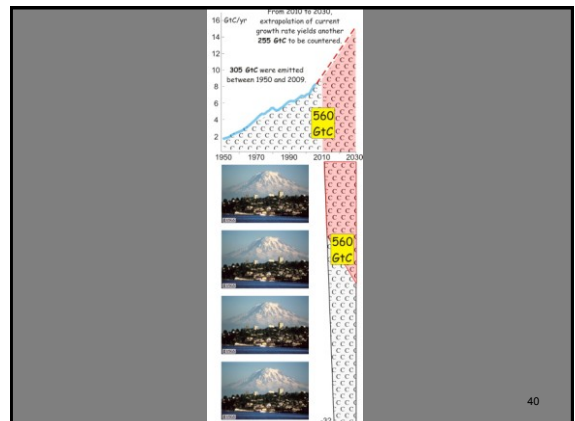 From 2010 to 2030,
16 GtC/yr extrapolation of current
growth rate yields another
14 255 GtC to be countered.
12
10 305 GtC were emitted
between 1950 and 2009.
8
6
4
2
560
GtC
1950 1970 1990 2010 2030
560
GtC
-32
40